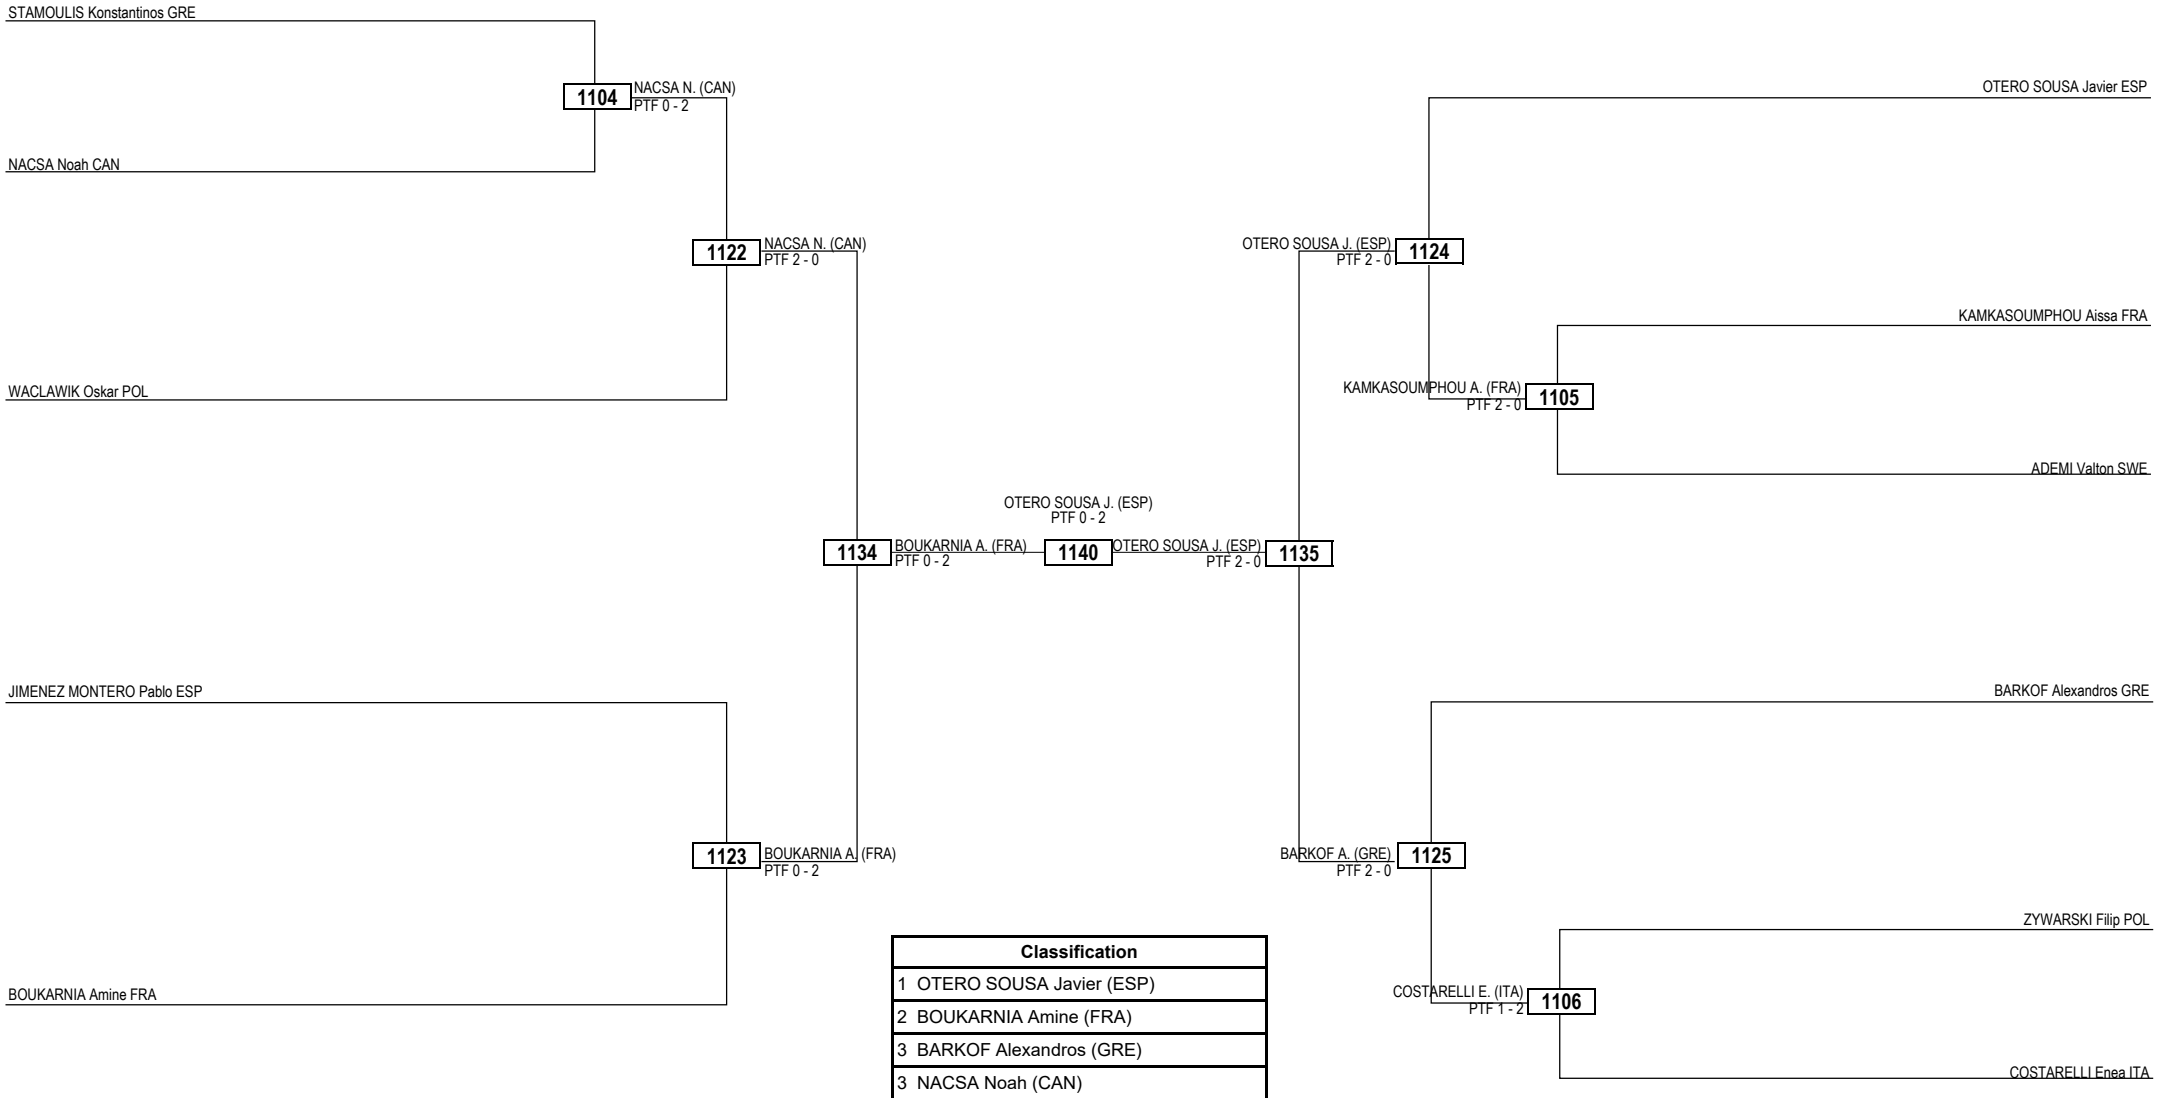 STAMOULIS Konstantinos GRE
1104
NACSA N. (CAN)
PTF 0 - 2
NACSA Noah CAN
1122
NACSA N. (CAN)
PTF 2 - 0
WACLAWIK Oskar POL
1134
BOUKARNIA A. (FRA)
PTF 0 - 2
JIMENEZ MONTERO Pablo ESP
1123
BOUKARNIA A. (FRA)
PTF 0 - 2
BOUKARNIA Amine FRA
OTERO SOUSA J. (ESP)
PTF 0 - 2
1140
OTERO SOUSA J. (ESP)
PTF 2 - 0
1135
OTERO SOUSA Javier ESP
OTERO SOUSA J. (ESP)
PTF 2 - 0
1124
KAMKASOUMPHOU Aissa FRA
KAMKASOUMPHOU A. (FRA)
PTF 2 - 0
1105
ADEMI Valton SWE
BARKOF Alexandros GRE
BARKOF A. (GRE)
PTF 2 - 0
1125
ZYWARSKI Filip POL
COSTARELLI E. (ITA)
PTF 1 - 2
1106
COSTARELLI Enea ITA
Classification
1 OTERO SOUSA Javier (ESP)
2 BOUKARNIA Amine (FRA)
3 BARKOF Alexandros (GRE)
3 NACSA Noah (CAN)